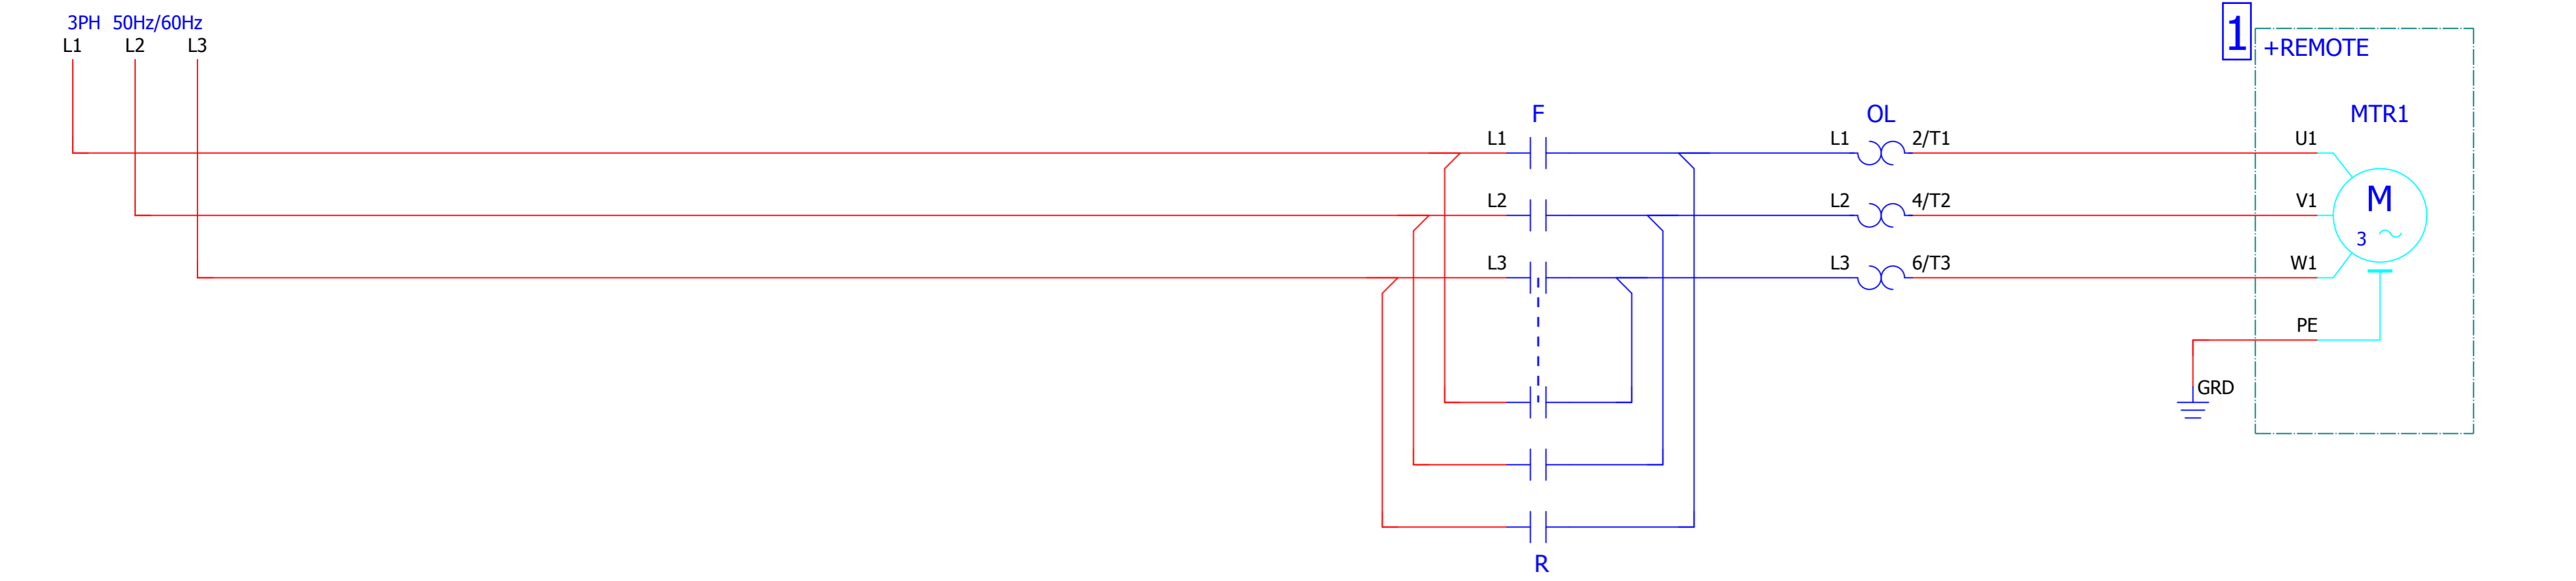 3PH 50Hz/60Hz
L1 L2 L3
1
+REMOTE
F OL MTR1
L1 L1 2/T1 U1
L2 L2 4/T2 V1
M
3
L3 L3 6/T3 W1
PE
GRD
R